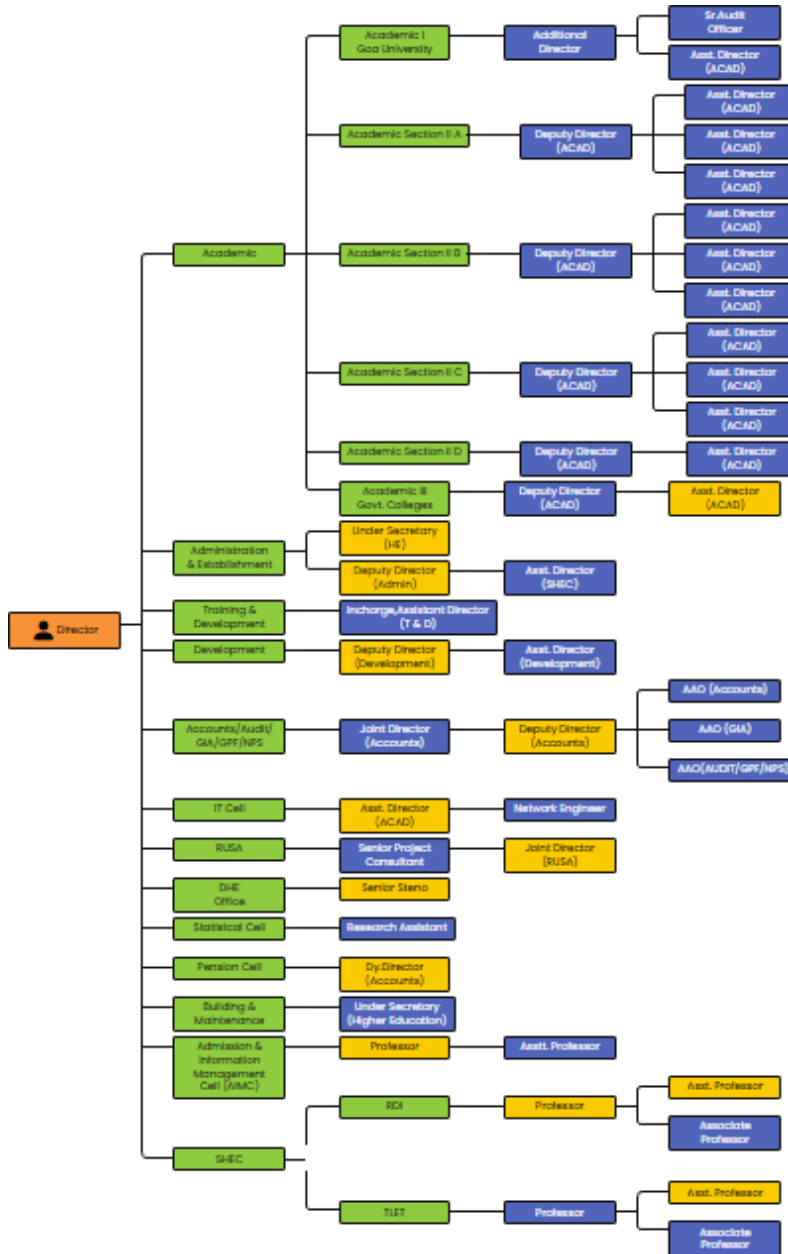 Academic I
Goa University
Additional
Director
Sr.Audit
Officer
Asst. Director
(ACAD)
Academic Section II A
Deputy Director
(ACAD)
Asst. Director
(ACAD)
Asst. Director
(ACAD)
Asst. Director
(ACAD)
Academic
Academic Section II B
Deputy Director
(ACAD)
Asst. Director
(ACAD)
Asst. Director
(ACAD)
Asst. Director
(ACAD)
Academic Section II C
Deputy Director
(ACAD)
Asst. Director
(ACAD)
Asst. Director
(ACAD)
Asst. Director
(ACAD)
Academic Section II D
Deputy Director
(ACAD)
Asst. Director
(ACAD)
Academic III
Govt. Colleges
Deputy Director
(ACAD)
Asst. Director
(ACAD)
Administration
& Establishment
Under Secretary
(HE)
Deputy Director
(Admin)
Asst. Director
(SHEC)
Director
Training &
Development
Incharge,Assistant Director
(T & D)
Development
Deputy Director
(Development)
Asst. Director
(Development)
Accounts/Audit/
GIA/GPF/NPS
Joint Director
(Accounts)
Deputy Director
(Accounts)
AAO (Accounts)
AAO (GIA)
AAO(AUDIT/GPF/NPS)
IT Cell
Asst. Director
(ACAD)
Network Engineer
RUSA
Senior Project
Consultant
Joint Director
(RUSA)
DHE
Office
Senior Steno
Statistcal Cell
Research Assistant
Pension Cell
Dy.Director
(Accounts)
Building &
Maintenance
Under Secretary
(Higher Education)
Admission &
Information
Management
Cell (AIMC)
Professor
Asstt. Professor
SHEC
RDI
Professor
Asst. Professor
Associate
Professor
TLET
Professor
Asst. Professor
Associate
Professor